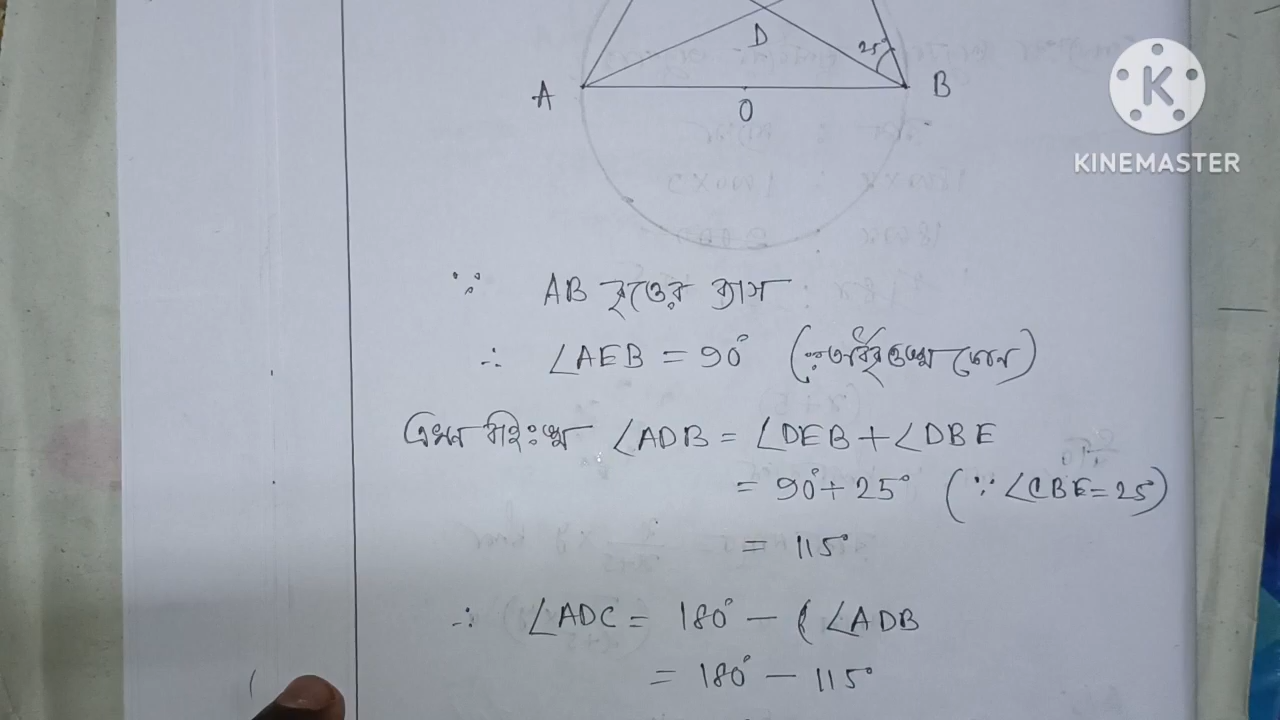 D
25°
A
O
B
K
KINEMASTER
∵ AB বৃত্তের ব্যাস
∴ ∠AEB = 90° (∵ অর্ধবৃত্তস্থ কোন)
এখন বহিঃস্থ ∠ADB = ∠DEB + ∠DBE
= 90° + 25° (∵ ∠CBE = 25)
= 115°
∴ ∠ADC = 180° − ( ∠ADB
= 180° − 115°